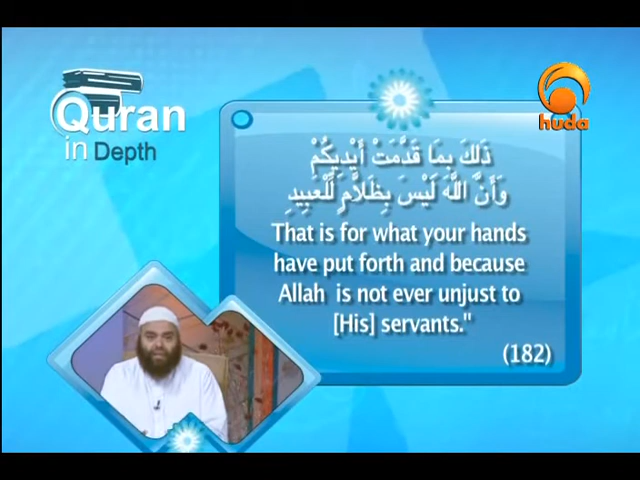 Quran
in Depth
huda
ذَلِكَ بِمَا قَدَّمَتْ أَيْدِيكُمْ
وَأَنَّ اللَّهَ لَيْسَ بِظَلَّامٍ لِّلْعَبِيدِ
That is for what your hands
have put forth and because
Allah is not ever unjust to
[His] servants."
(182)